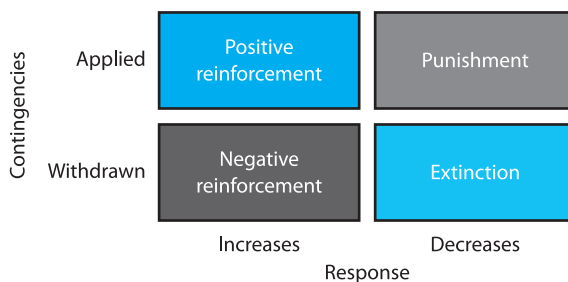 Contingencies
Applied
Positive
reinforcement
Punishment
Withdrawn
Negative
reinforcement
Extinction
Increases
Decreases
Response